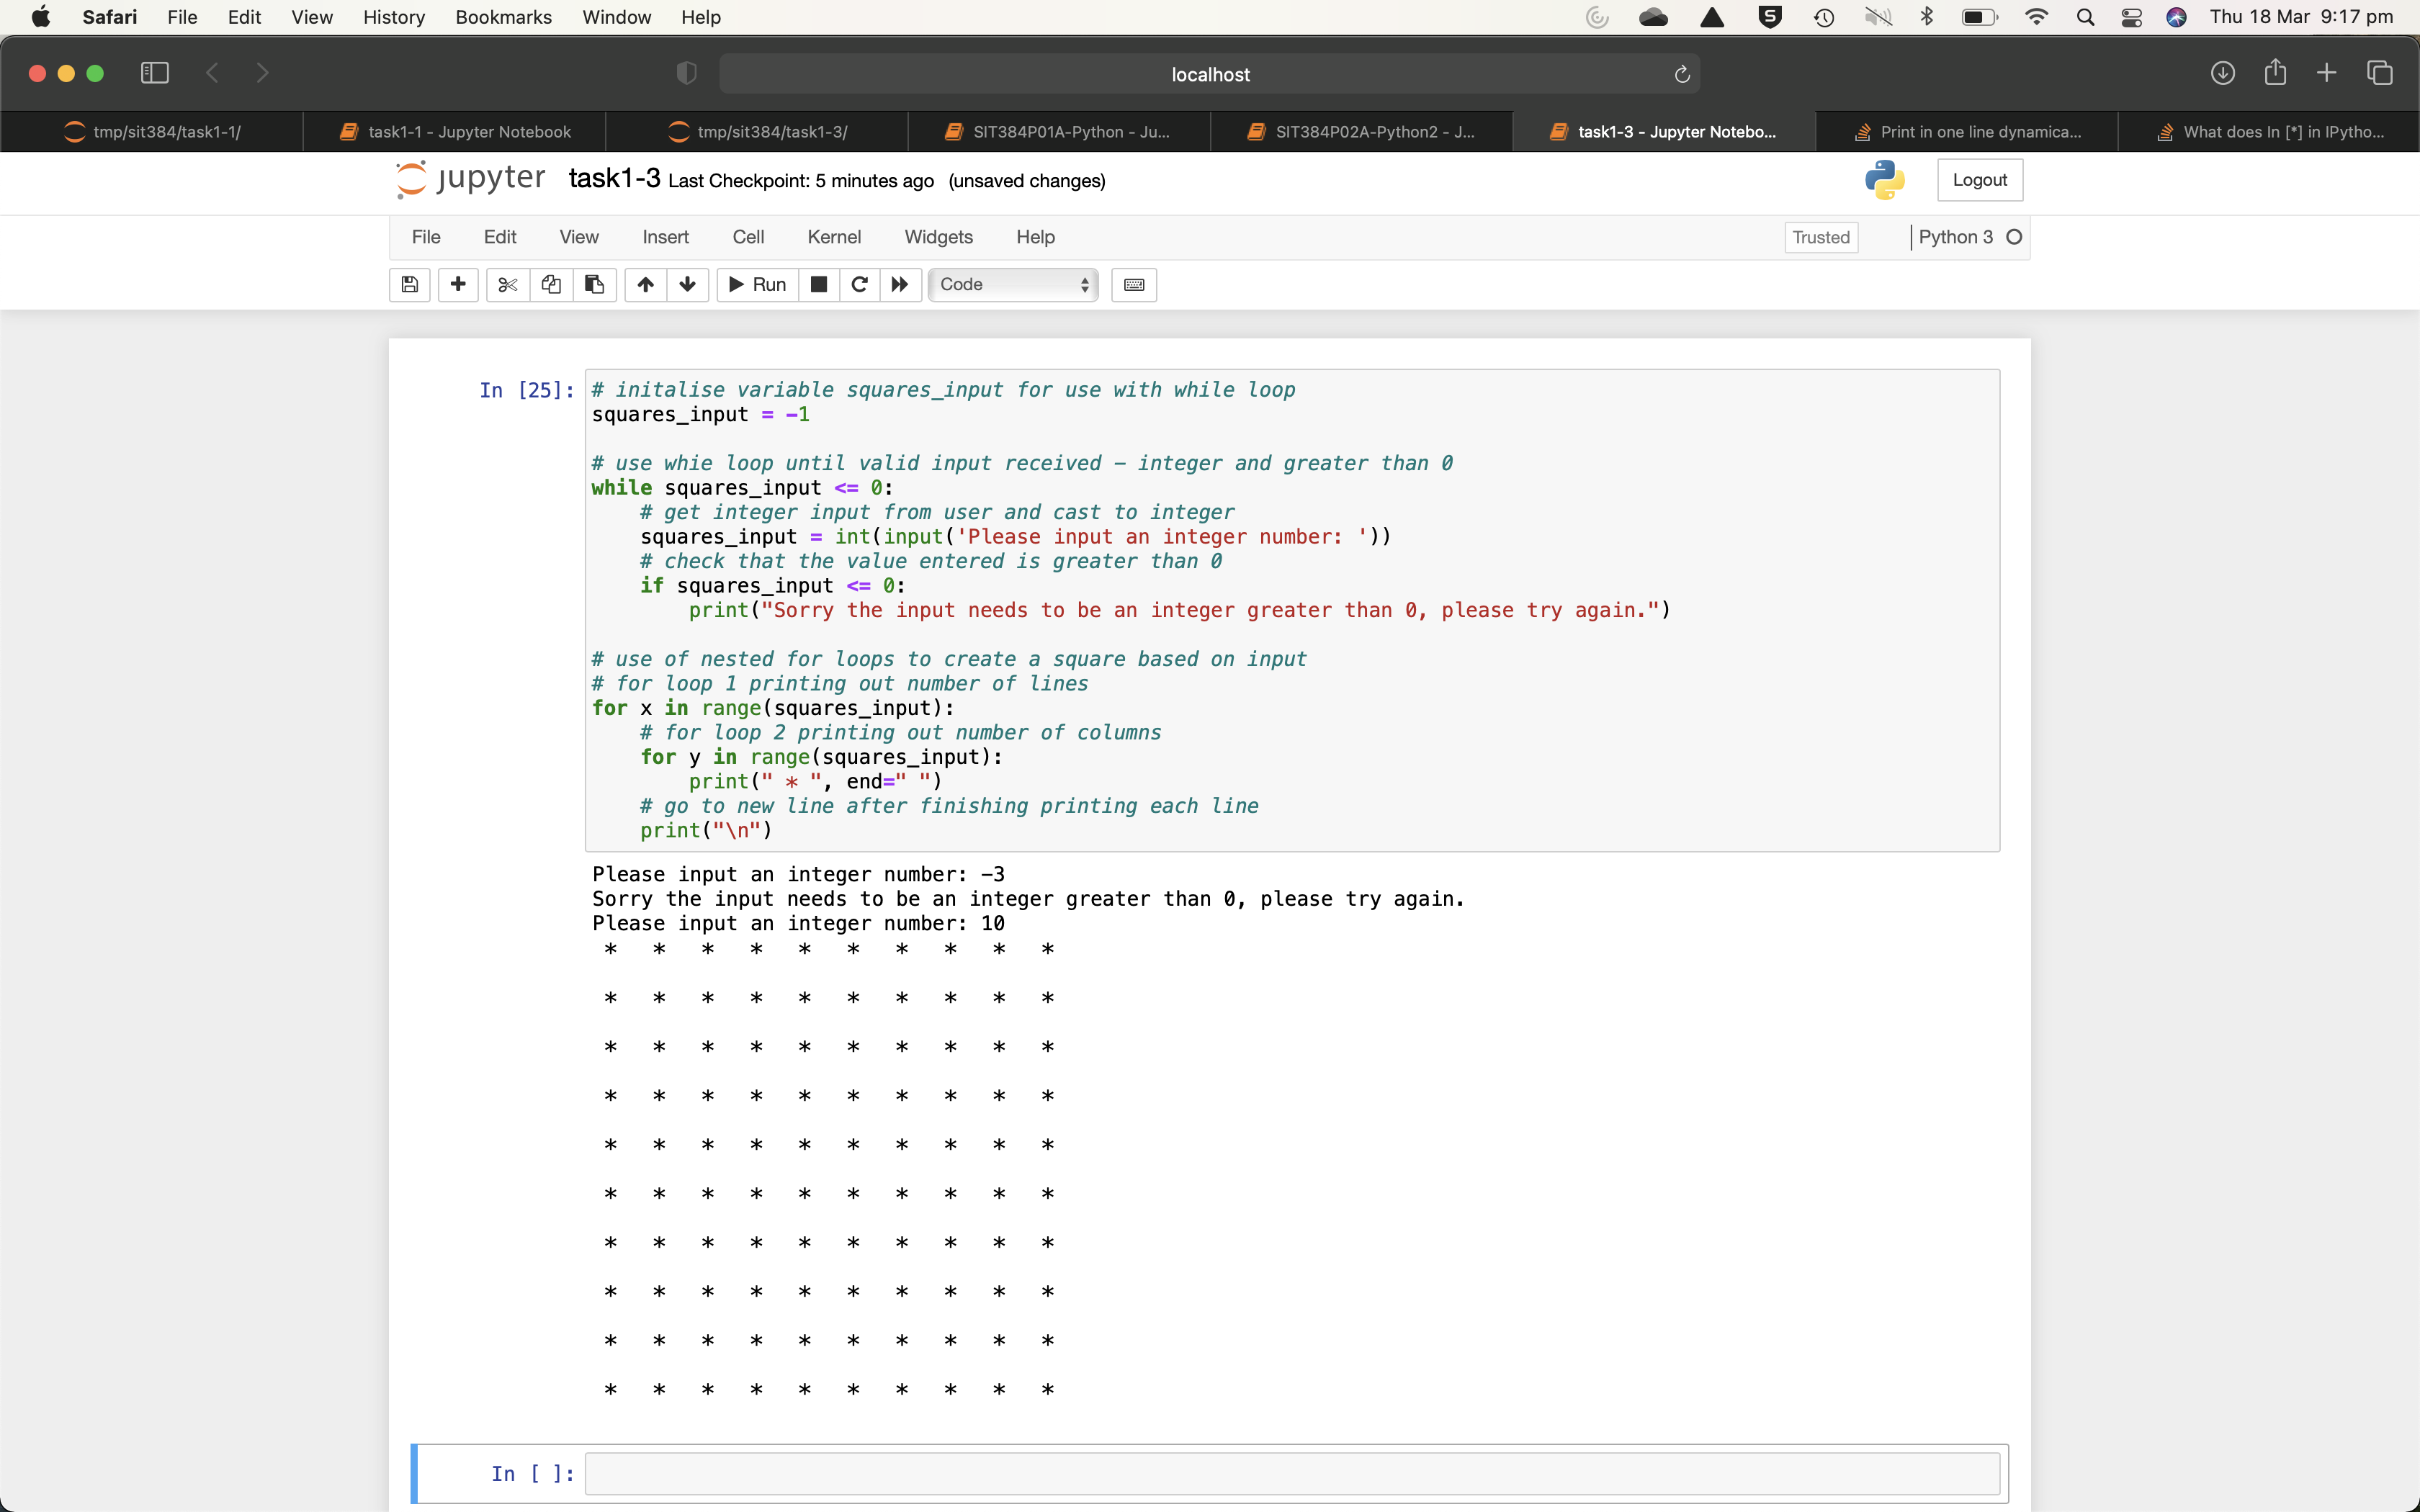 Safari File Edit View History Bookmarks Window Help Thu 18 Mar 9:17 pm
localhost
tmp/sit384/task1-1/ task1-1 - Jupyter Notebook tmp/sit384/task1-3/ SIT384P01A-Python - Ju... SIT384P02A-Python2 - J... task1-3 - Jupyter Notebo... Print in one line dynamica... What does In [*] in IPytho...
jupyter task1-3 Last Checkpoint: 5 minutes ago (unsaved changes) Logout
File Edit View Insert Cell Kernel Widgets Help Trusted Python 3
Run Code
In [25]: # initalise variable squares_input for use with while loop
squares_input = -1
# use whie loop until valid input received - integer and greater than 0
while squares_input <= 0:
    # get integer input from user and cast to integer
    squares_input = int(input('Please input an integer number: '))
    # check that the value entered is greater than 0
    if squares_input <= 0:
        print("Sorry the input needs to be an integer greater than 0, please try again.")
# use of nested for loops to create a square based on input
# for loop 1 printing out number of lines
for x in range(squares_input):
    # for loop 2 printing out number of columns
    for y in range(squares_input):
        print(" * ", end=" ")
    # go to new line after finishing printing each line
    print("\n")
Please input an integer number: -3
Sorry the input needs to be an integer greater than 0, please try again.
Please input an integer number: 10
 *   *   *   *   *   *   *   *   *   *
 *   *   *   *   *   *   *   *   *   *
 *   *   *   *   *   *   *   *   *   *
 *   *   *   *   *   *   *   *   *   *
 *   *   *   *   *   *   *   *   *   *
 *   *   *   *   *   *   *   *   *   *
 *   *   *   *   *   *   *   *   *   *
 *   *   *   *   *   *   *   *   *   *
 *   *   *   *   *   *   *   *   *   *
 *   *   *   *   *   *   *   *   *   *
In [ ]: